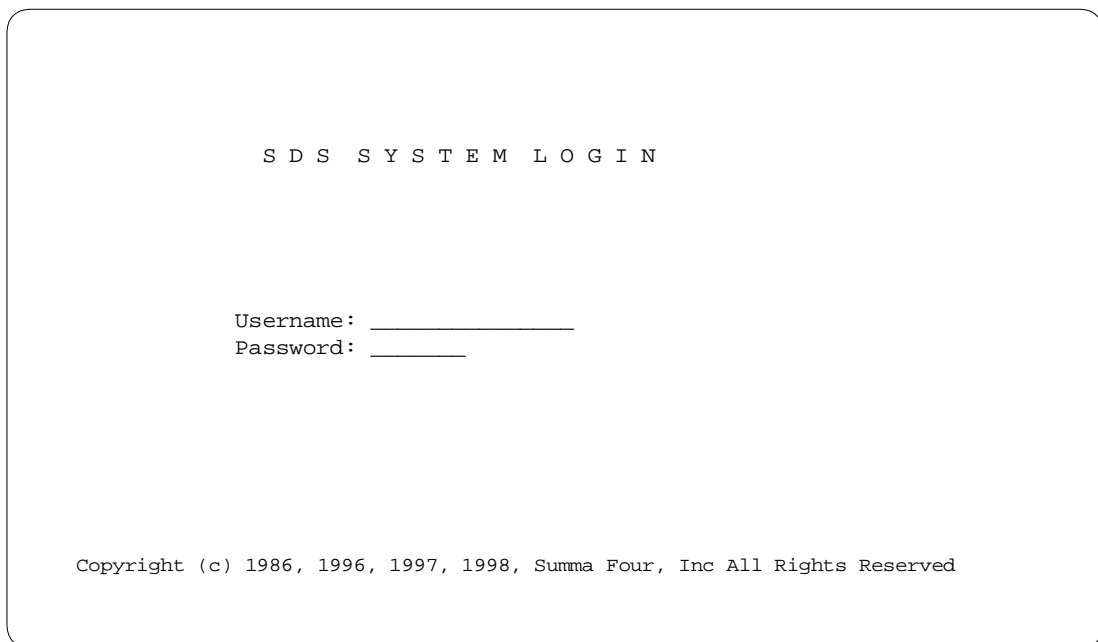 S D S  S Y S T E M  L O G I N
Username: _______________
Password: _______
Copyright (c) 1986, 1996, 1997, 1998, Summa Four, Inc All Rights Reserved